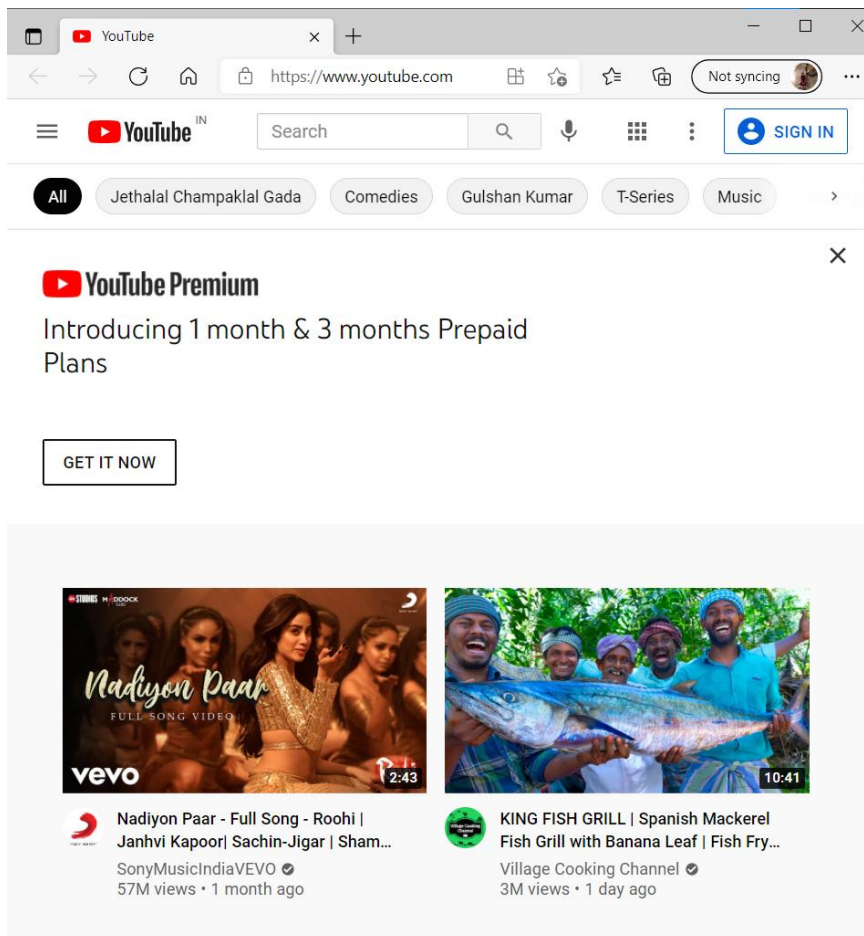 YouTube
https://www.youtube.com
Not syncing
YouTube IN
Search
SIGN IN
All
Jethalal Champaklal Gada
Comedies
Gulshan Kumar
T-Series
Music
YouTube Premium
Introducing 1 month & 3 months Prepaid
Plans
GET IT NOW
STUDIOS MADDOCK
Nadiyon Paar
FULL SONG VIDEO
vevo
2:43
10:41
Nadiyon Paar - Full Song - Roohi |
Janhvi Kapoor| Sachin-Jigar | Sham...
SonyMusicIndiaVEVO
57M views • 1 month ago
KING FISH GRILL | Spanish Mackerel
Fish Grill with Banana Leaf | Fish Fry...
Village Cooking Channel
3M views • 1 day ago